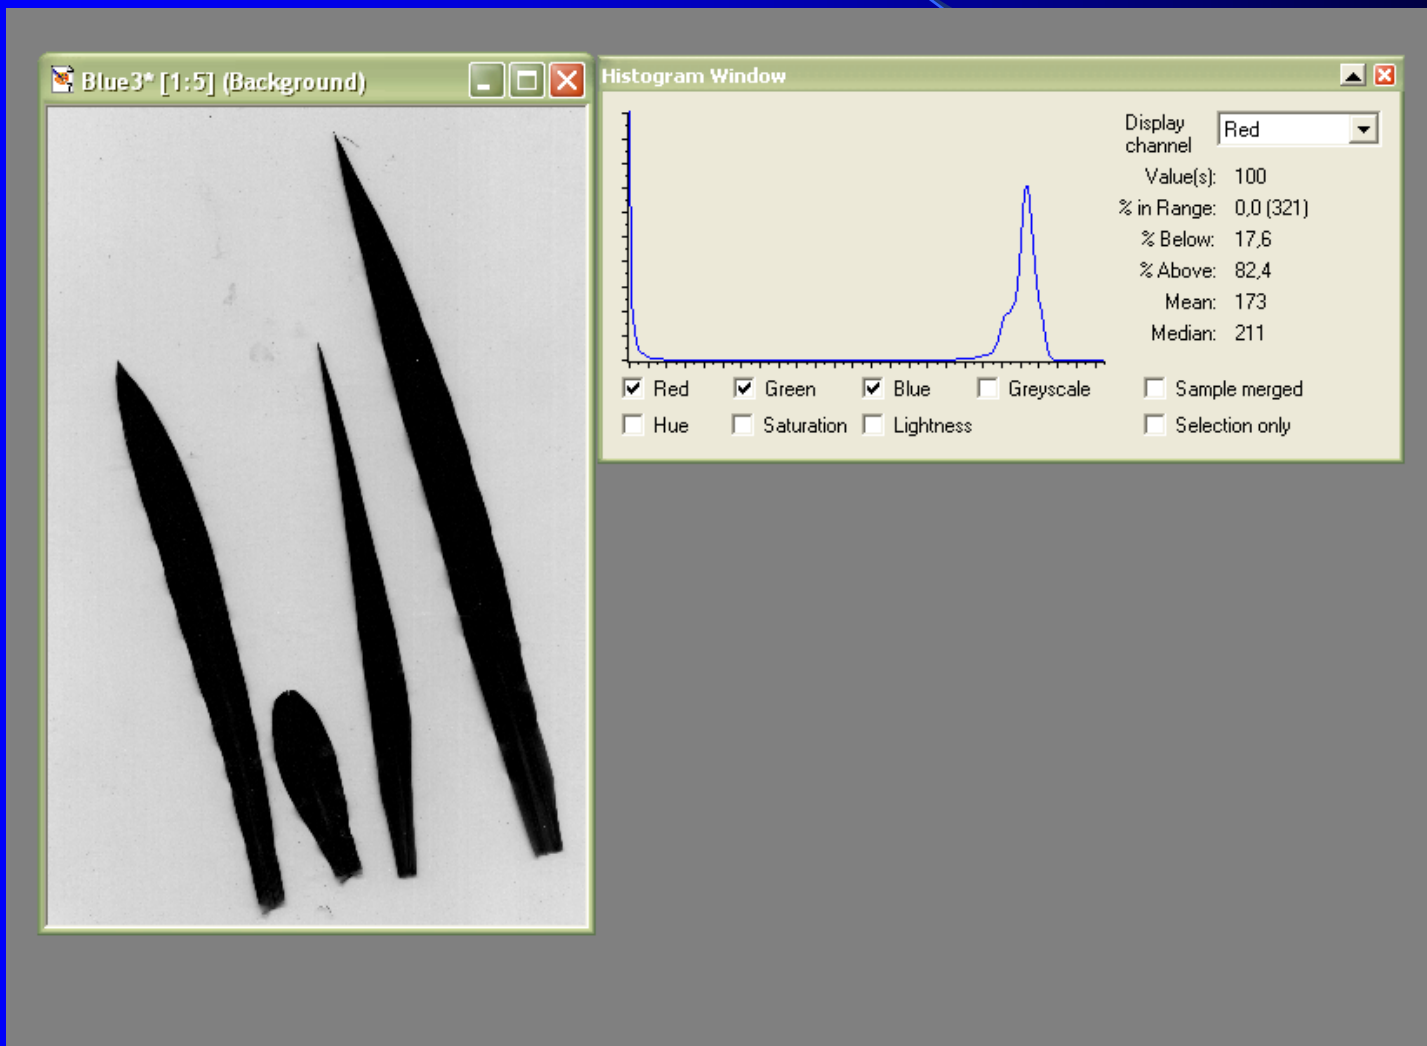 Blue3* [1:5] (Background)
Histogram Window
Display channel Red
Value(s): 100
% in Range: 0,0 (321)
% Below: 17,6
% Above: 82,4
Mean: 173
Median: 211
Red Green Blue Greyscale Sample merged
Hue Saturation Lightness Selection only